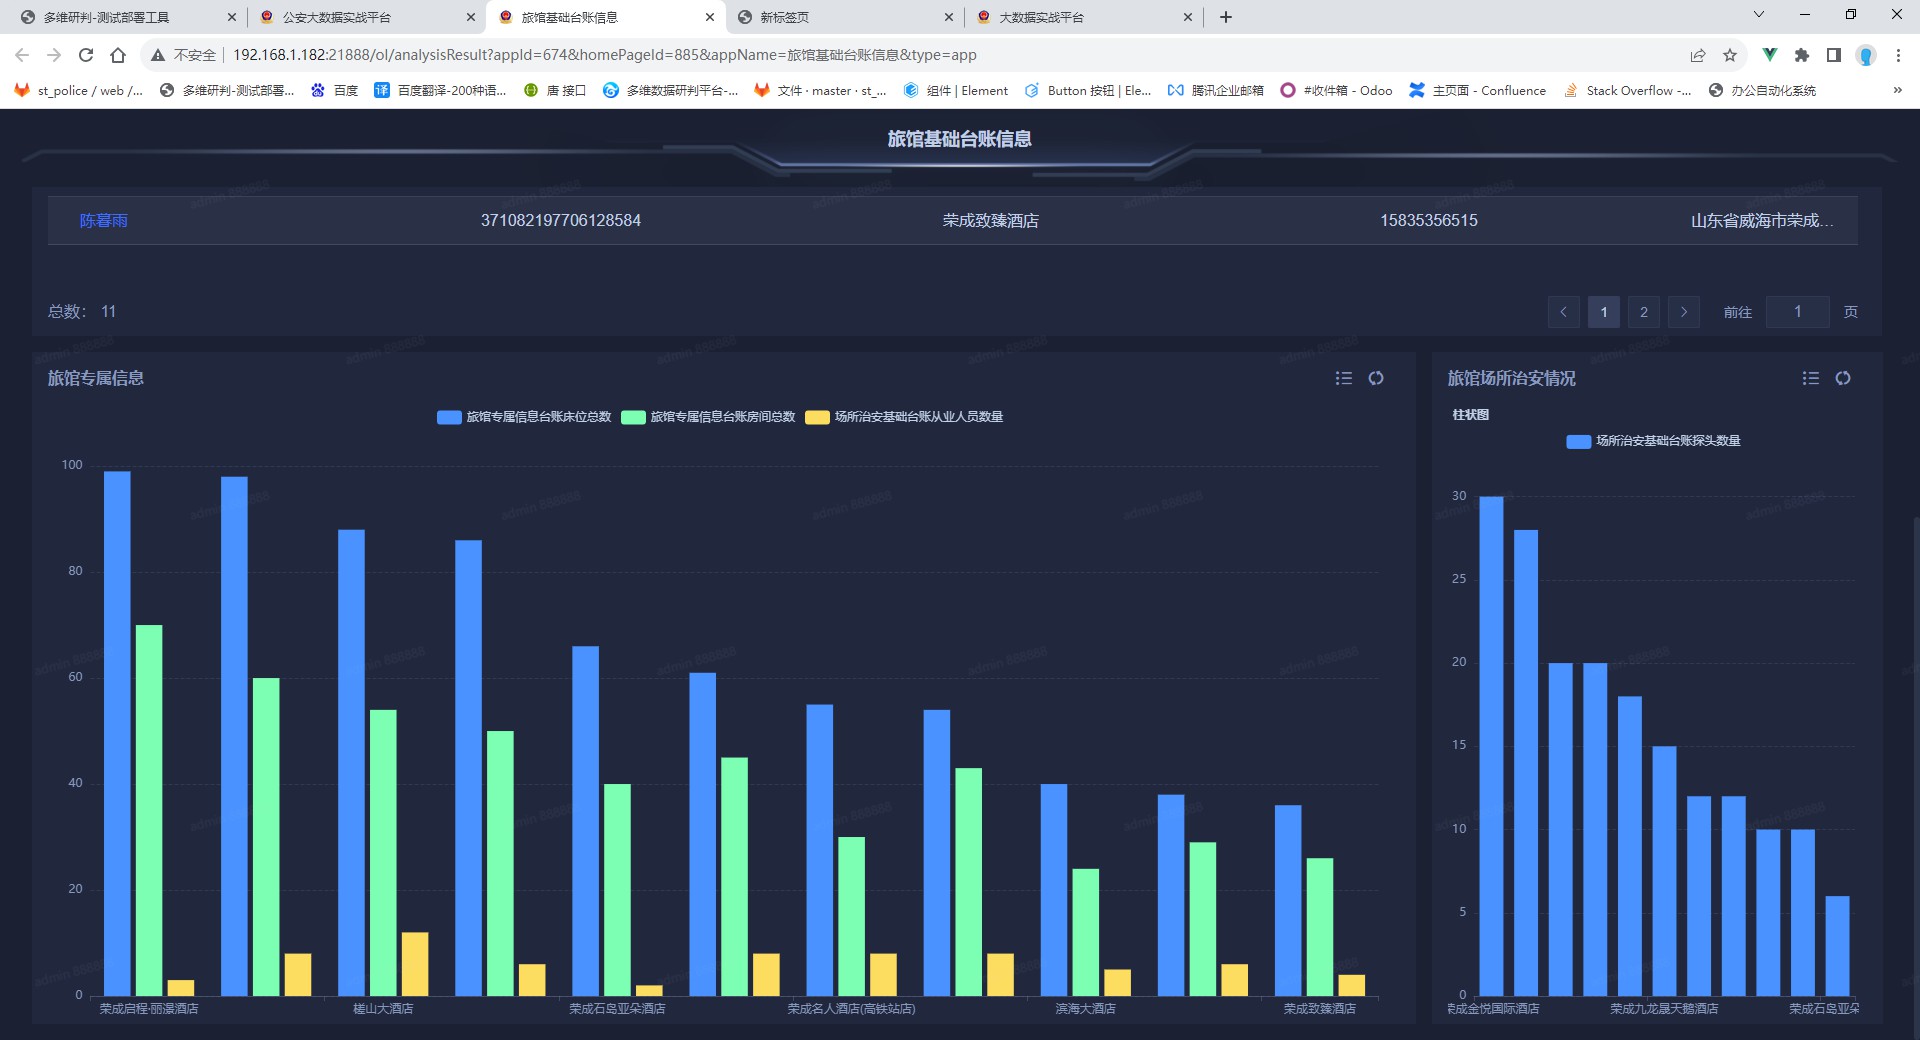 多维研判-测试部署工具
公安大数据实战平台
旅馆基础台账信息
新标签页
大数据实战平台
不安全 192.168.1.182:21888/ol/analysisResult?appId=674&homePageId=885&appName=旅馆基础台账信息&type=app
st_police / web /...
多维研判-测试部署...
百度
译 百度翻译-200种语...
唐 接口
多维数据研判平台-...
文件 · master · st_...
组件 | Element
Button 按钮 | Ele...
腾讯企业邮箱
#收件箱 - Odoo
主页面 - Confluence
Stack Overflow -...
办公自动化系统
»
旅馆基础台账信息
陈暮雨 371082197706128584 荣成致臻酒店 15835356515 山东省威海市荣成...
总数： 11
1 2 前往 1 页
旅馆专属信息
旅馆专属信息台账床位总数 旅馆专属信息台账房间总数 场所治安基础台账从业人员数量
100
80
60
40
20
0
荣成启程·丽湶酒店 槎山大酒店 荣成石岛亚朵酒店 荣成名人酒店(高铁站店) 滨海大酒店 荣成致臻酒店
旅馆场所治安情况
柱状图
场所治安基础台账探头数量
30
25
20
15
10
5
0
荣成金悦国际酒店 荣成九龙晟天鹅酒店 荣成石岛亚朵
admin 888888